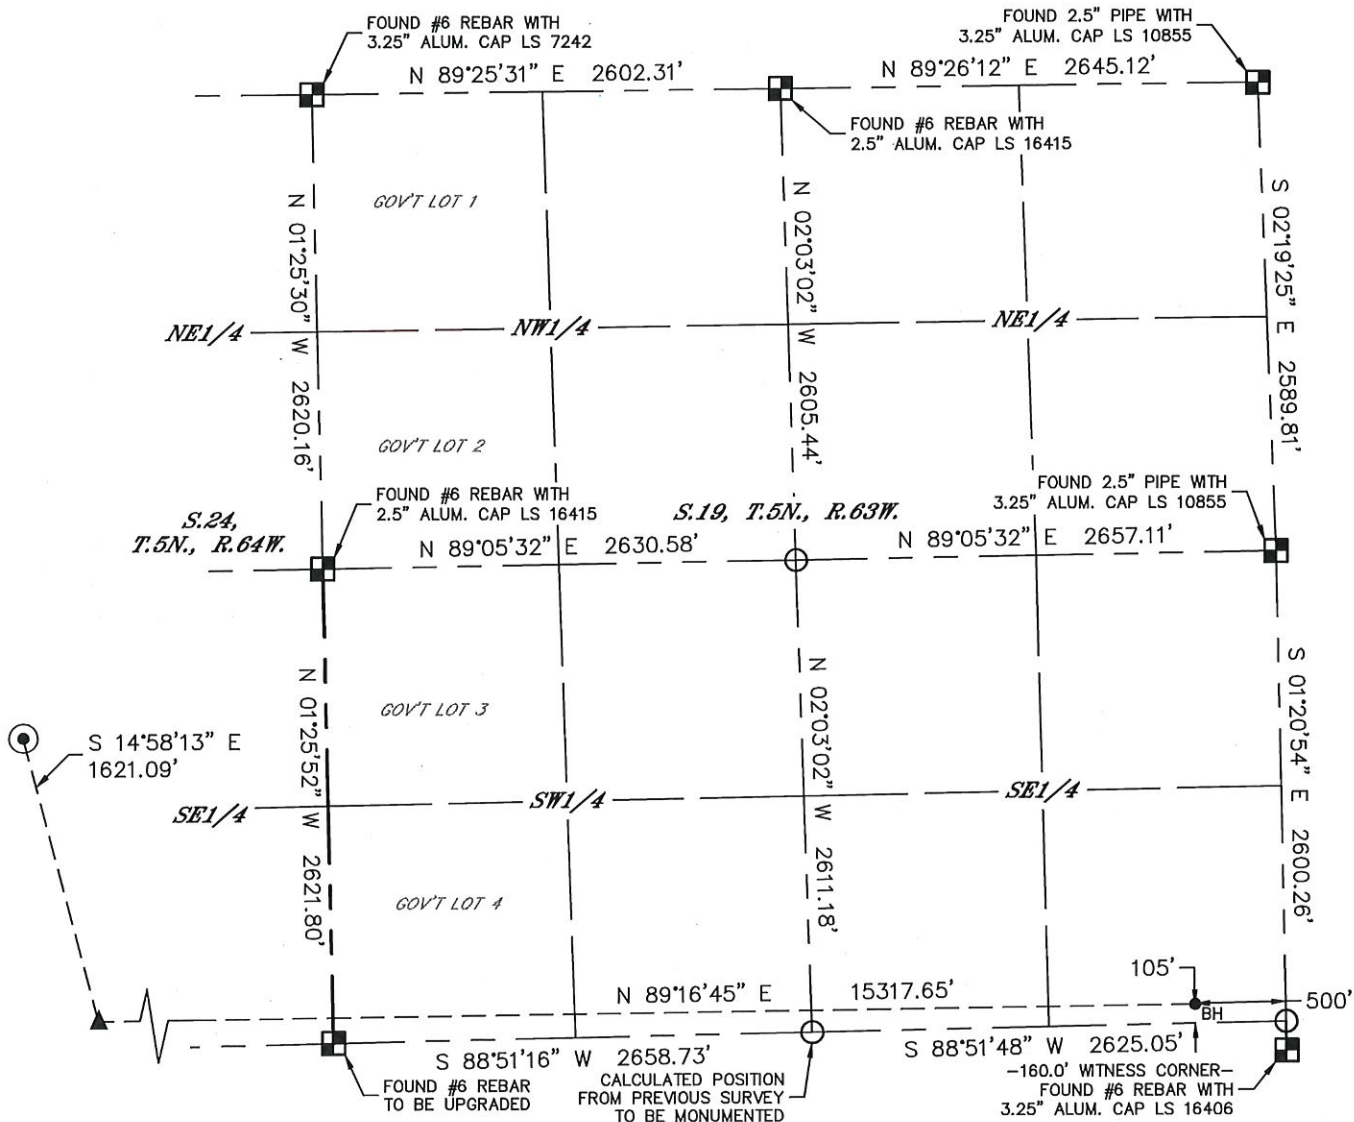 FOUND #6 REBAR WITH
3.25" ALUM. CAP LS 7242
FOUND 2.5" PIPE WITH
3.25" ALUM. CAP LS 10855
N 89°25'31" E 2602.31'
N 89°26'12" E 2645.12'
FOUND #6 REBAR WITH
2.5" ALUM. CAP LS 16415
GOV'T LOT 1
N 01°25'30" W 2620.16'
N 02°03'02" W 2605.44'
S 02°19'25" E 2589.81'
NE1/4
NW1/4
NE1/4
GOV'T LOT 2
FOUND #6 REBAR WITH
2.5" ALUM. CAP LS 16415
FOUND 2.5" PIPE WITH
3.25" ALUM. CAP LS 10855
S.24,
T.5N., R.64W.
S.19, T.5N., R.63W.
N 89°05'32" E 2630.58'
N 89°05'32" E 2657.11'
N 01°25'52" W 2621.80'
GOV'T LOT 3
N 02°03'02" W 2611.18'
S 01°20'54" E 2600.26'
S 14°58'13" E
1621.09'
SE1/4
SW1/4
SE1/4
GOV'T LOT 4
N 89°16'45" E 15317.65'
105'
BH
500'
S 88°51'16" W 2658.73'
S 88°51'48" W 2625.05'
FOUND #6 REBAR
TO BE UPGRADED
CALCULATED POSITION
FROM PREVIOUS SURVEY
TO BE MONUMENTED
-160.0' WITNESS CORNER-
FOUND #6 REBAR WITH
3.25" ALUM. CAP LS 16406